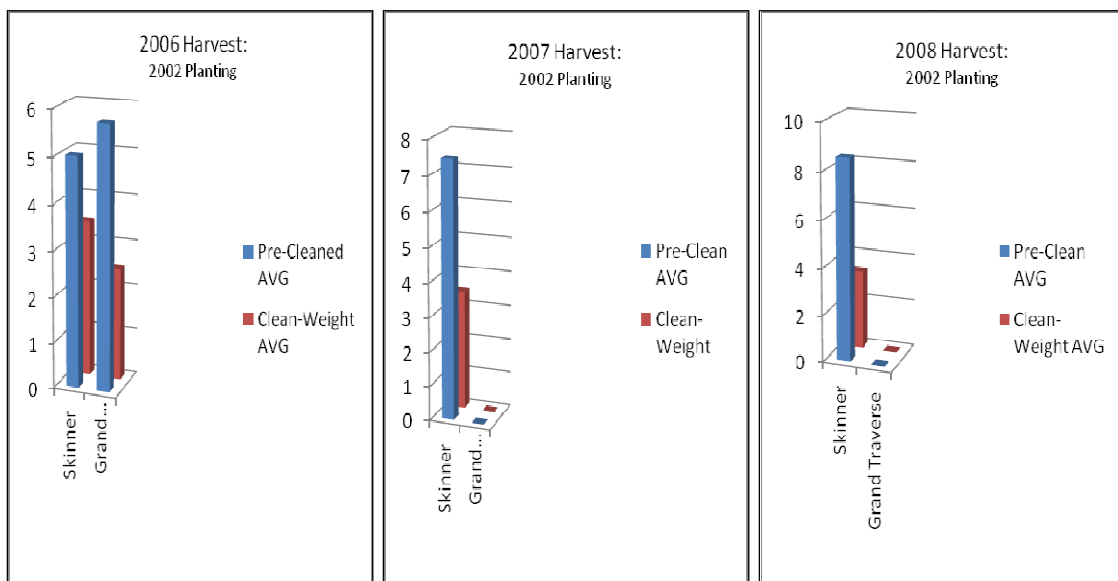 2006 Harvest:
2002 Planting
6
5
4
3
2
1
0
Skinner
Grand...
Pre-Cleaned
AVG
Clean-Weight
AVG
2007 Harvest:
2002 Planting
8
7
6
5
4
3
2
1
0
Skinner
Grand...
Pre-Clean
AVG
Clean-
Weight
2008 Harvest:
2002 Planting
10
8
6
4
2
0
Skinner
Grand Traverse
Pre-Clean
AVG
Clean-
Weight AVG